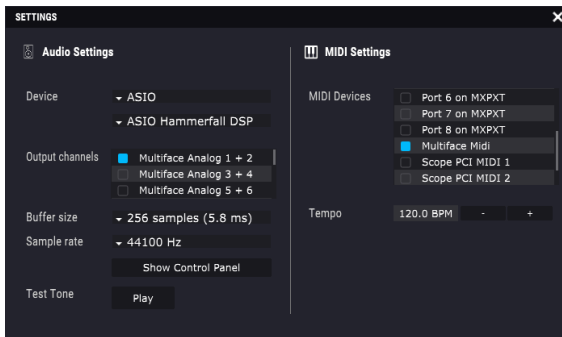 SETTINGS
Audio Settings
Device
ASIO
ASIO Hammerfall DSP
Output channels
Multiface Analog 1 + 2
Multiface Analog 3 + 4
Multiface Analog 5 + 6
Buffer size
256 samples (5.8 ms)
Sample rate
44100 Hz
Show Control Panel
Test Tone
Play
MIDI Settings
MIDI Devices
Port 6 on MXPXT
Port 7 on MXPXT
Port 8 on MXPXT
Multiface Midi
Scope PCI MIDI 1
Scope PCI MIDI 2
Tempo
120.0 BPM - +